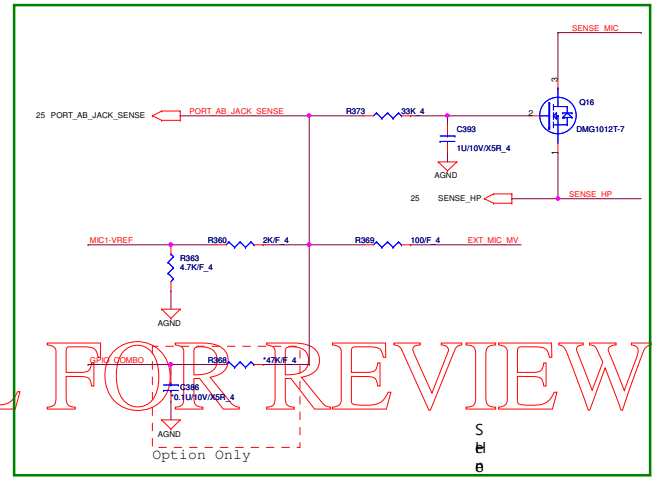 SENSE_MIC
3
Q16
25 PORT_AB_JACK_SENSE
PORT_AB_JACK_SENSE
R373
33K_4
2
C393
DMG1012T-7
1U/10V/X5R_4
1
AGND
25 SENSE_HP
SENSE_HP
MIC1-VREF
R360
2K/F_4
R369
100/F_4
EXT_MIC_MV
R363
4.7K/F_4
AGND
FOR REVIEW
GPIO_COMBO
R368
*47K/F_4
C386
*0.1U/10V/X5R_4
AGND
Option Only